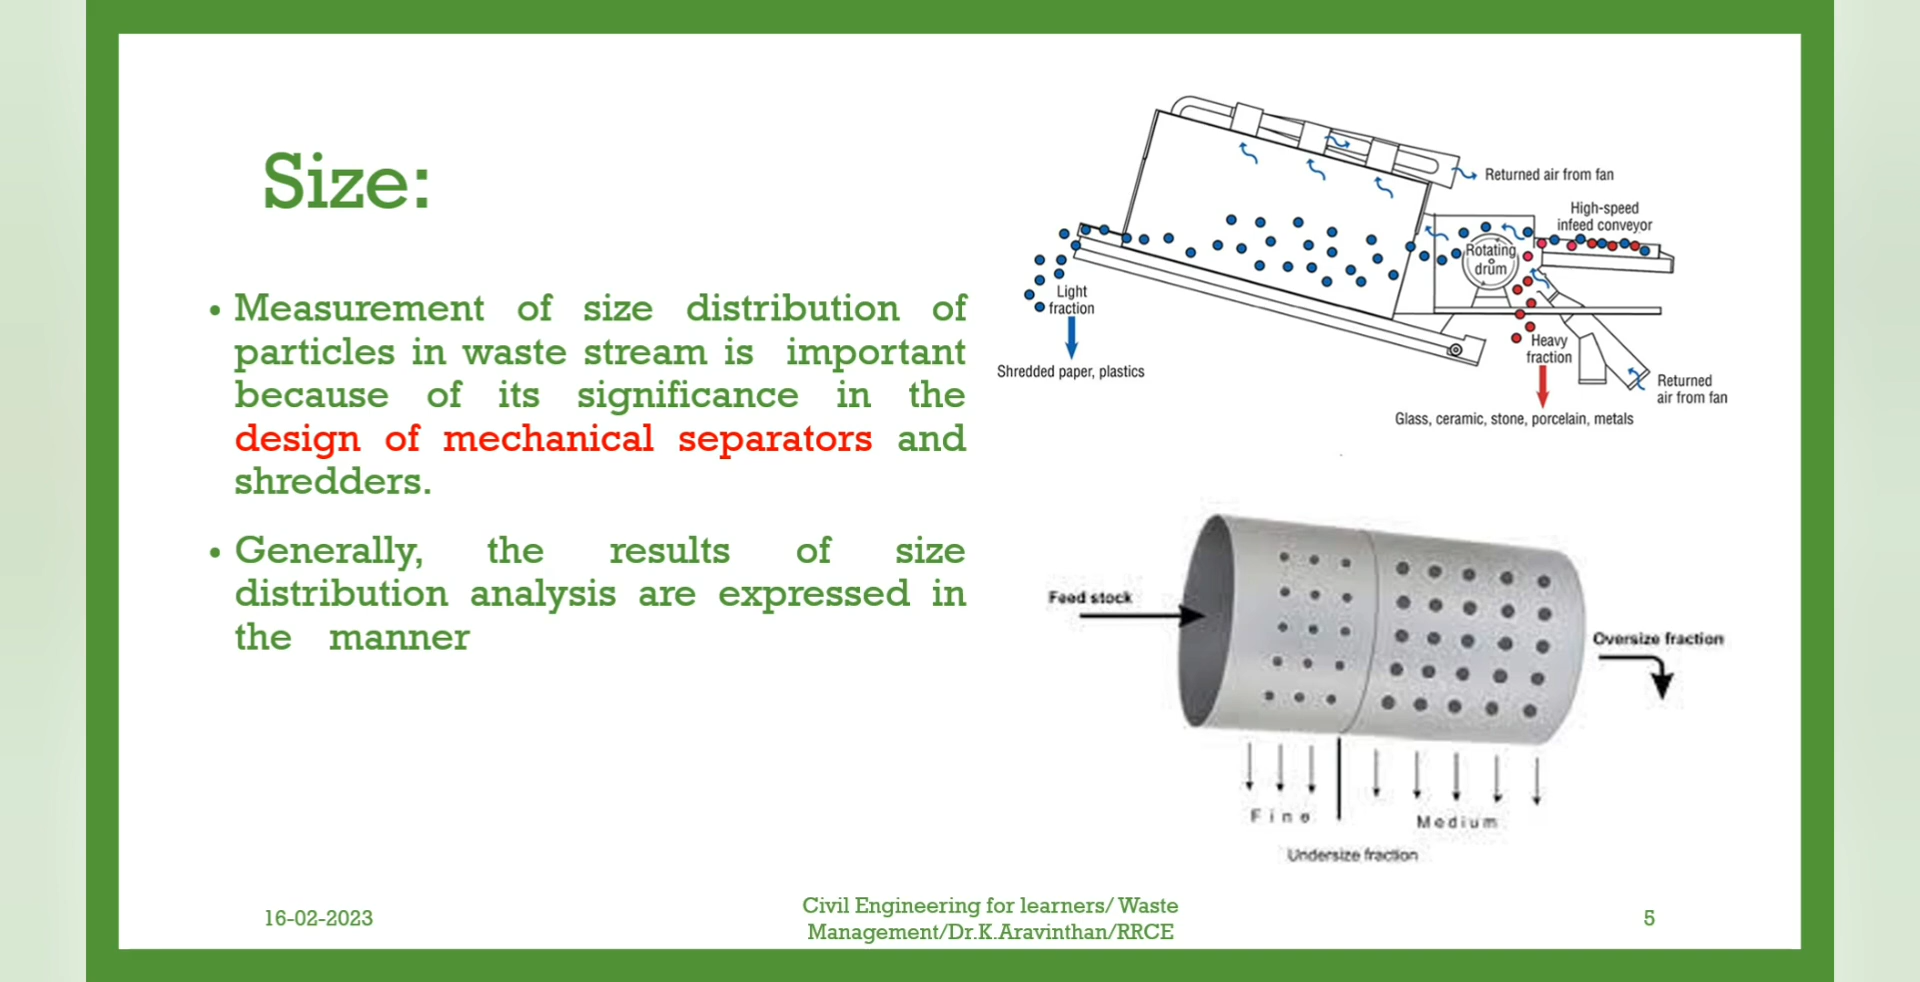 Size:
• Measurement of size distribution of
particles in waste stream is important
because of its significance in the
design of mechanical separators and
shredders.
• Generally, the results of size
distribution analysis are expressed in
the manner
Returned air from fan
High-speed
infeed conveyor
Rotating
drum
Light
fraction
Shredded paper, plastics
Heavy
fraction
Returned
air from fan
Glass, ceramic, stone, porcelain, metals
Feed stock
Oversize fraction
Fine
Medium
Undersize fraction
16-02-2023
Civil Engineering for learners/ Waste
Management/Dr.K.Aravinthan/RRCE
5